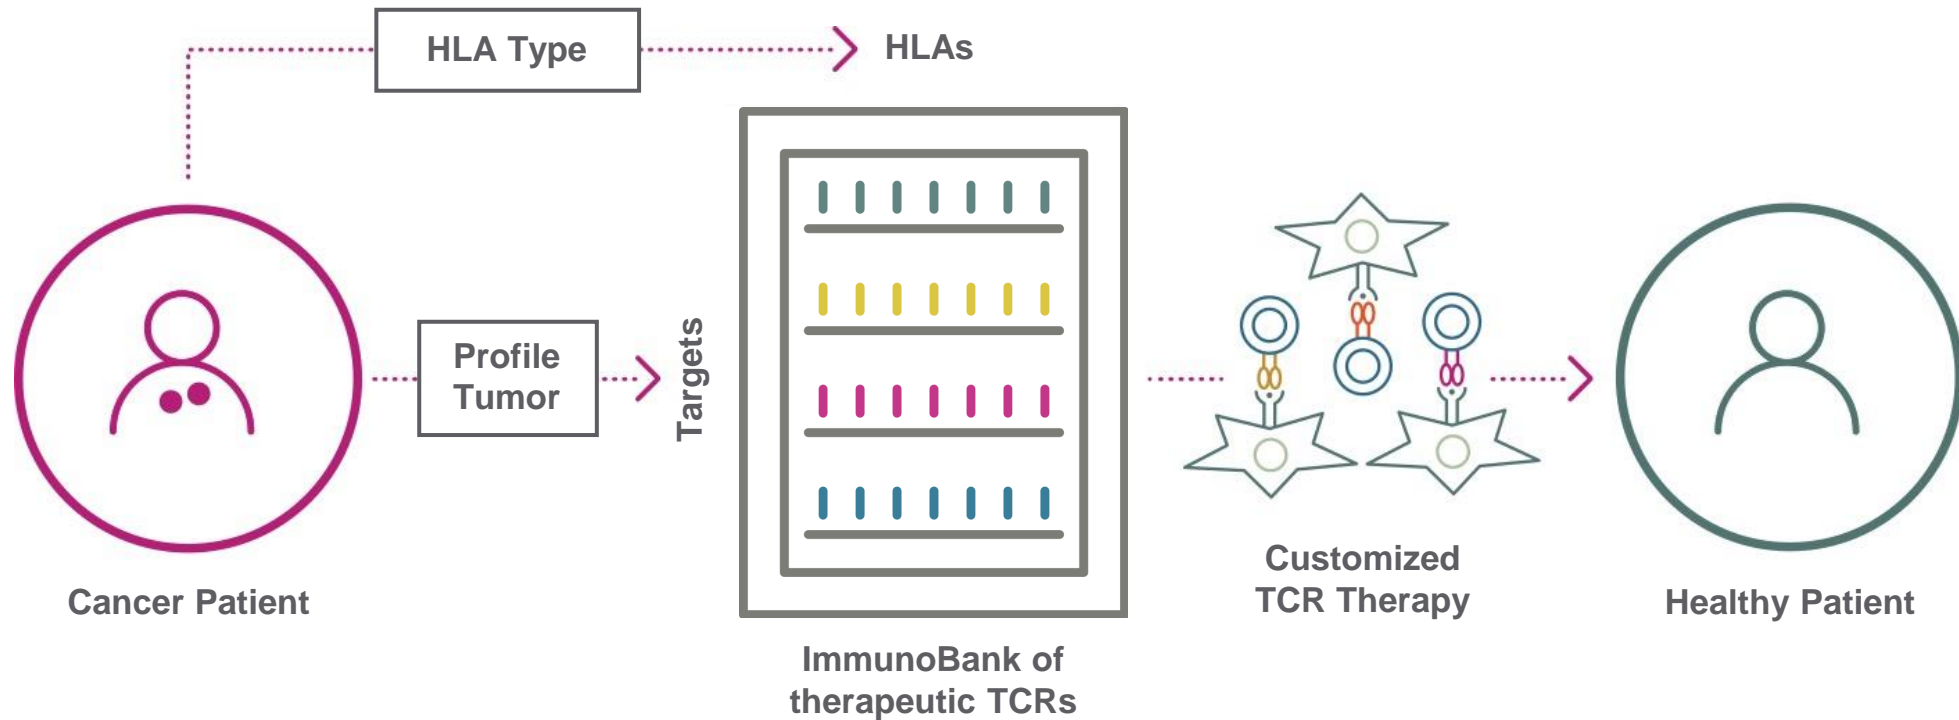 HLA Type
HLAs
Profile
Tumor
Targets
Cancer Patient
ImmunoBank of
therapeutic TCRs
Customized
TCR Therapy
Healthy Patient